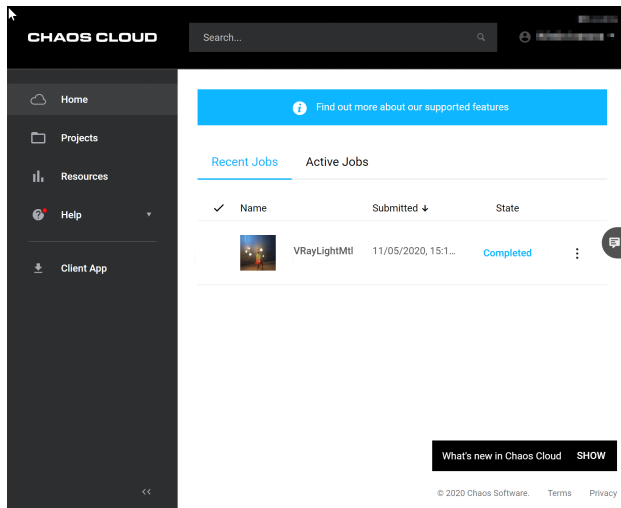 CHAOS CLOUD
Search...
Home
Projects
Resources
Help
Client App
Find out more about our supported features
Recent Jobs Active Jobs
Name Submitted State
VRayLightMtl 11/05/2020, 15:1... Completed
What's new in Chaos Cloud SHOW
© 2020 Chaos Software. Terms Privacy